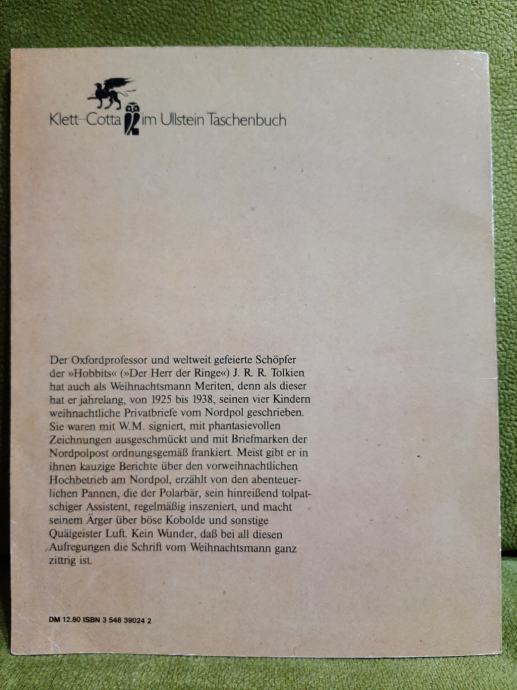 Klett-Cotta im Ullstein Taschenbuch
Der Oxfordprofessor und weltweit gefeierte Schöpfer
der »Hobbits« (»Der Herr der Ringe«) J. R. R. Tolkien
hat auch als Weihnachtsmann Meriten, denn als dieser
hat er jahrelang, von 1925 bis 1938, seinen vier Kindern
weihnachtliche Privatbriefe vom Nordpol geschrieben.
Sie waren mit W.M. signiert, mit phantasievollen
Zeichnungen ausgeschmückt und mit Briefmarken der
Nordpolpost ordnungsgemäß frankiert. Meist gibt er in
ihnen kauzige Berichte über den vorweihnachtlichen
Hochbetrieb am Nordpol, erzählt von den abenteuer-
lichen Pannen, die der Polarbär, sein hinreißend tolpat-
schiger Assistent, regelmäßig inszeniert, und macht
seinem Ärger über böse Kobolde und sonstige
Quälgeister Luft. Kein Wunder, daß bei all diesen
Aufregungen die Schrift vom Weihnachtsmann ganz
zittrig ist.
DM 12.80 ISBN 3 548 39024 2